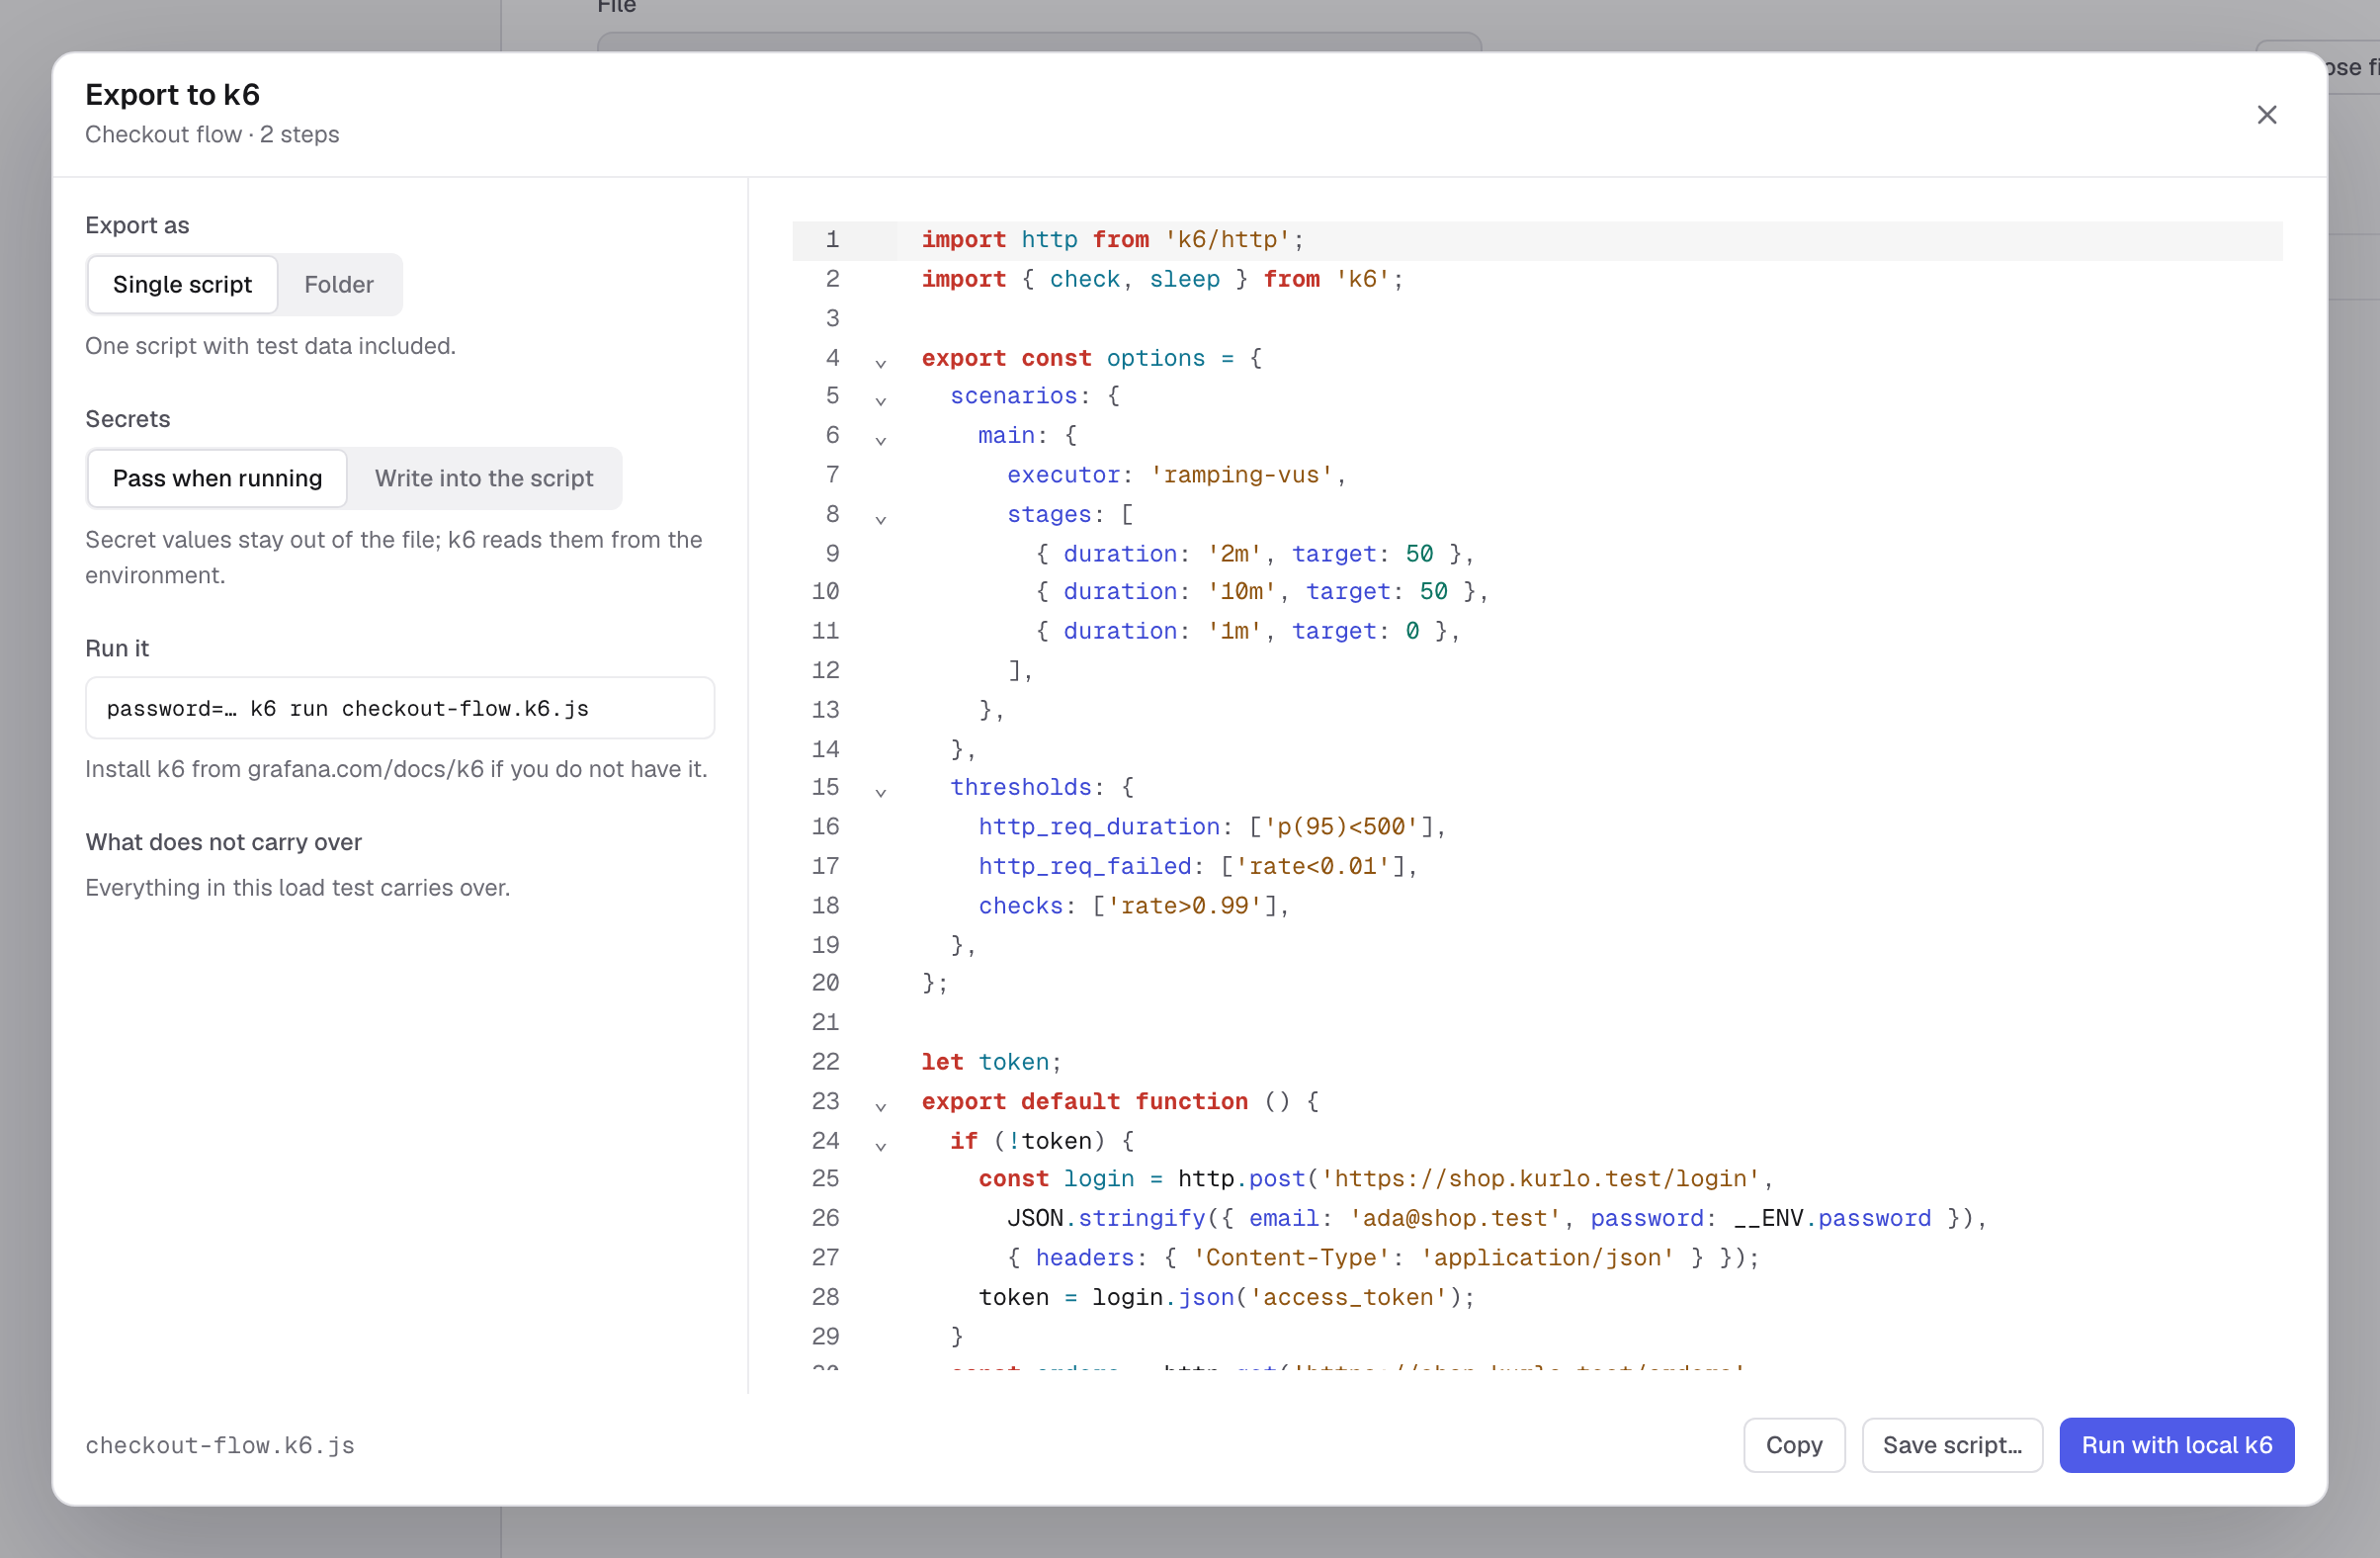 File
Export to k6
Checkout flow · 2 steps
Export as
Single script
Folder
One script with test data included.
Secrets
Pass when running
Write into the script
Secret values stay out of the file; k6 reads them from the
environment.
Run it
password=… k6 run checkout-flow.k6.js
Install k6 from grafana.com/docs/k6 if you do not have it.
What does not carry over
Everything in this load test carries over.
1 import http from 'k6/http';
2 import { check, sleep } from 'k6';
3
4 export const options = {
5   scenarios: {
6     main: {
7       executor: 'ramping-vus',
8       stages: [
9         { duration: '2m', target: 50 },
10         { duration: '10m', target: 50 },
11         { duration: '1m', target: 0 },
12       ],
13     },
14   },
15   thresholds: {
16     http_req_duration: ['p(95)<500'],
17     http_req_failed: ['rate<0.01'],
18     checks: ['rate>0.99'],
19   },
20 };
21
22 let token;
23 export default function () {
24   if (!token) {
25     const login = http.post('https://shop.kurlo.test/login',
26       JSON.stringify({ email: 'ada@shop.test', password: __ENV.password }),
27       { headers: { 'Content-Type': 'application/json' } });
28     token = login.json('access_token');
29   }
checkout-flow.k6.js
Copy
Save script…
Run with local k6